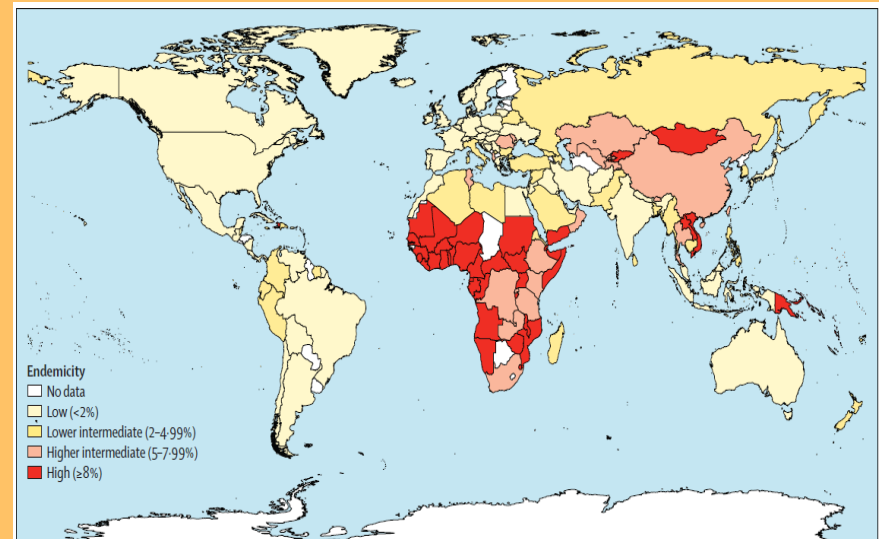 Endemicity
No data
Low (<2%)
Lower intermediate (2–4·99%)
Higher intermediate (5–7·99%)
High (≥8%)